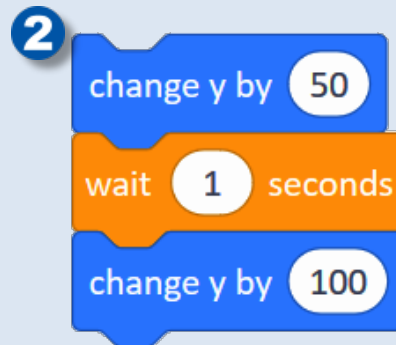 2
change y by 50
wait 1 seconds
change y by 100